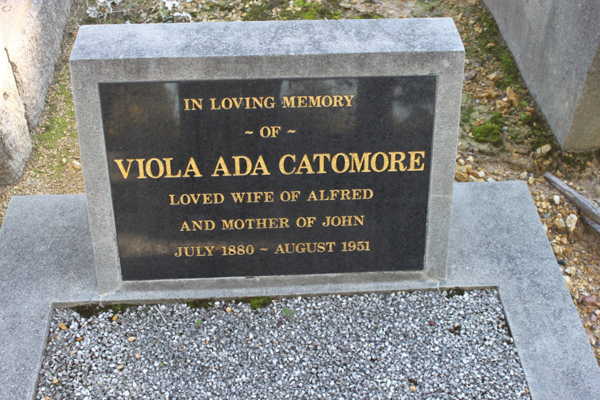 IN LOVING MEMORY
~ OF ~
VIOLA ADA CATOMORE
LOVED WIFE OF ALFRED
AND MOTHER OF JOHN
JULY 1880 ~ AUGUST 1951